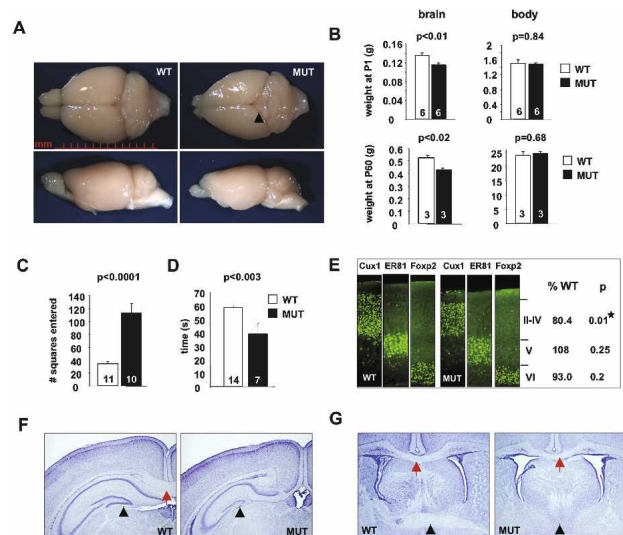 A
WT
MUT
mm
B
brain
body
p<0.01
p=0.84
weight at P1 (g)
0.16
0.12
0.08
0.04
0
6
6
2
1.6
1.2
0.8
0.4
0
6
6
WT
MUT
p<0.02
p=0.68
weight at P60 (g)
0.6
0.5
0.4
0.3
0.2
0.1
0
3
3
25
20
15
10
5
0
3
3
WT
MUT
C
p<0.0001
# squares entered
140
120
100
80
60
40
20
0
11
10
D
p<0.003
time (s)
60
50
40
30
20
10
0
14
7
WT
MUT
E
Cux1 ER81 Foxp2 Cux1 ER81 Foxp2
WT
MUT
% WT p
II-IV 80.4 0.01★
V 108 0.25
VI 93.0 0.2
F
WT
MUT
G
WT
MUT